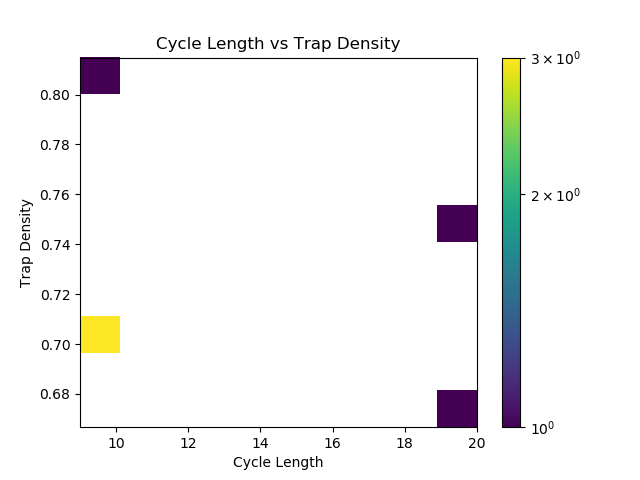 Cycle Length vs Trap Density
Trap Density
0.80
0.78
0.76
0.74
0.72
0.70
0.68
10 12 14 16 18 20
Cycle Length
3 × 10⁰
2 × 10⁰
10⁰